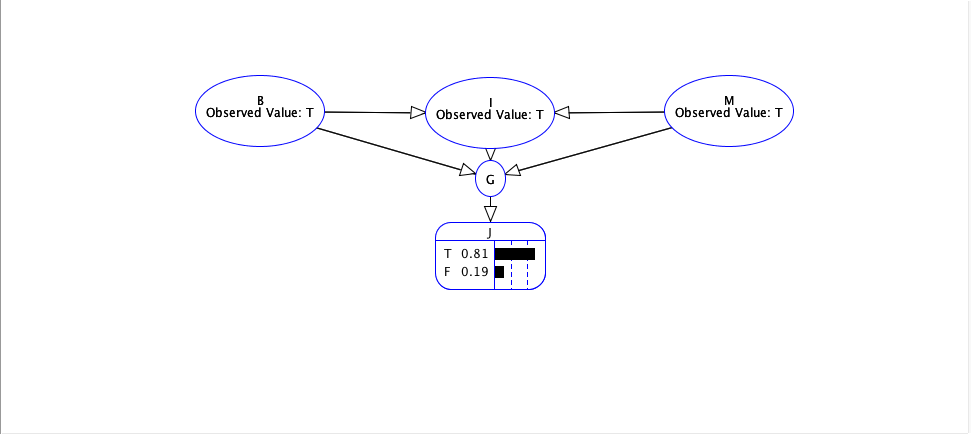 B
Observed Value: T
I
Observed Value: T
M
Observed Value: T
G
J
T 0.81
F 0.19